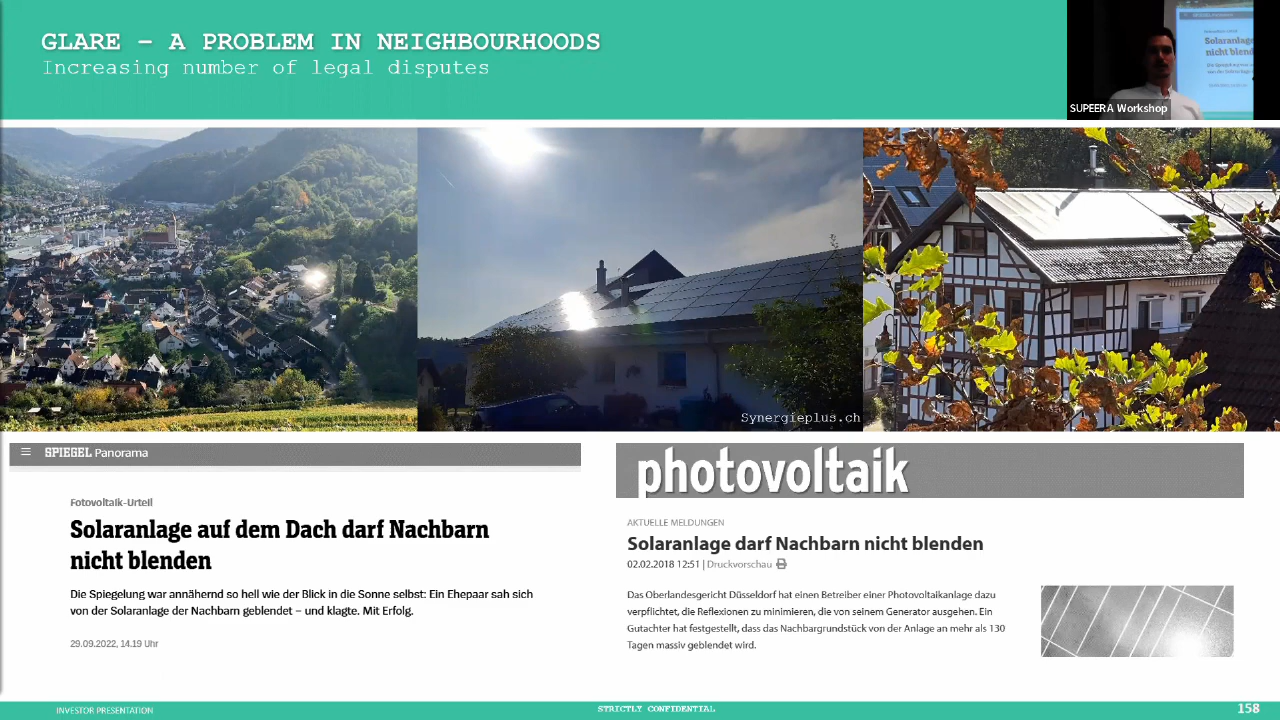 GLARE – A PROBLEM IN NEIGHBOURHOODS
Increasing number of legal disputes
Solaranlage
nicht blend
SUPEERA Workshop
Synergieplus.ch
SPIEGEL Panorama
Fotovoltaik-Urteil
Solaranlage auf dem Dach darf Nachbarn
nicht blenden
Die Spiegelung war annähernd so hell wie der Blick in die Sonne selbst: Ein Ehepaar sah sich
von der Solaranlage der Nachbarn geblendet – und klagte. Mit Erfolg.
29.09.2022, 14.19 Uhr
photovoltaik
AKTUELLE MELDUNGEN
Solaranlage darf Nachbarn nicht blenden
02.02.2018 12:51 | Druckvorschau
Das Oberlandesgericht Düsseldorf hat einen Betreiber einer Photovoltaikanlage dazu
verpflichtet, die Reflexionen zu minimieren, die von seinem Generator ausgehen. Ein
Gutachter hat festgestellt, dass das Nachbargrundstück von der Anlage an mehr als 130
Tagen massiv geblendet wird.
INVESTOR PRESENTATION
STRICTLY CONFIDENTIAL
158